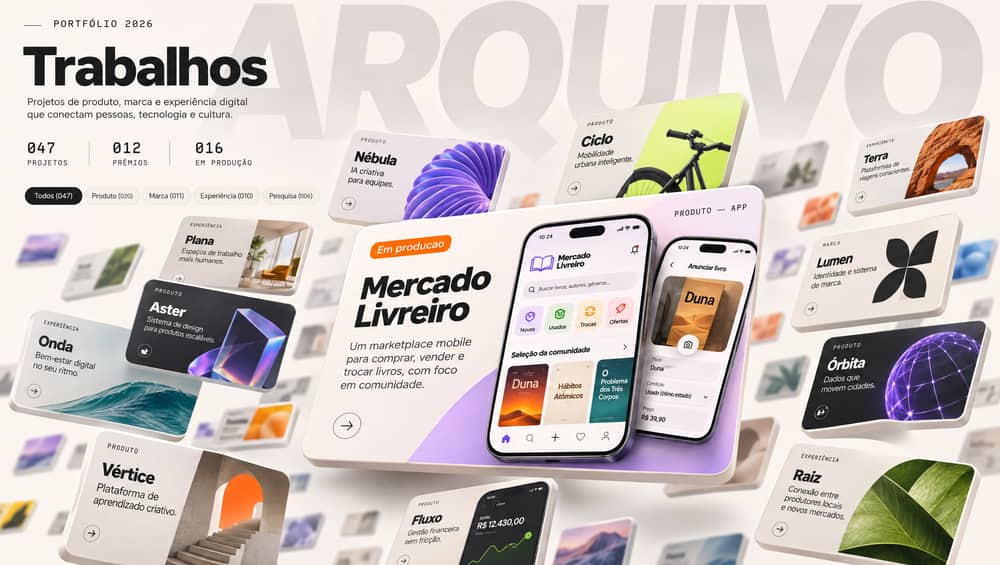 PORTFÓLIO 2026
ARQUIVO
Trabalhos
Projetos de produto, marca e experiência digital
que conectam pessoas, tecnologia e cultura.
047
PROJETOS
012
PRÊMIOS
016
EM PRODUÇÃO
Todos (047)
Produto (020)
Marca (011)
Experiência (010)
Pesquisa (006)
PRODUTO
Nébula
IA criativa
para equipes.
PRODUTO
Ciclo
Mobilidade
urbana inteligente.
EXPERIÊNCIA
Terra
Plataformas de
viagens conscientes.
EXPERIÊNCIA
Plana
Espaços de trabalho
mais humanos.
PRODUTO
Aster
Sistema de design
para produtos escaláveis.
EXPERIÊNCIA
Onda
Bem-estar digital
no seu ritmo.
PRODUTO — APP
Em producao
Mercado
Livreiro
Um marketplace mobile
para comprar, vender e
trocar livros, com foco
em comunidade.
10:24
Mercado
Livreiro
Buscar livros, autores, gêneros...
Novos
Usados
Trocas
Ofertas
Seleção da comunidade
Duna
Hábitos
Atômicos
O
Problema
dos Três
Corpos
10:24
Anunciar livro
Duna
Título
Duna
Condição
Usado (ótimo estado)
Preço
R$ 39,90
MARCA
Lumen
Identidade e sistema
de marca.
PRODUTO
Órbita
Dados que
movem cidades.
PRODUTO
Vértice
Plataforma de
aprendizado criativo.
PRODUTO
Fluxo
Gestão financeira
sem fricção.
R$ 12.430,00
EXPERIÊNCIA
Raiz
Conexão entre
produtores locais
e novos mercados.